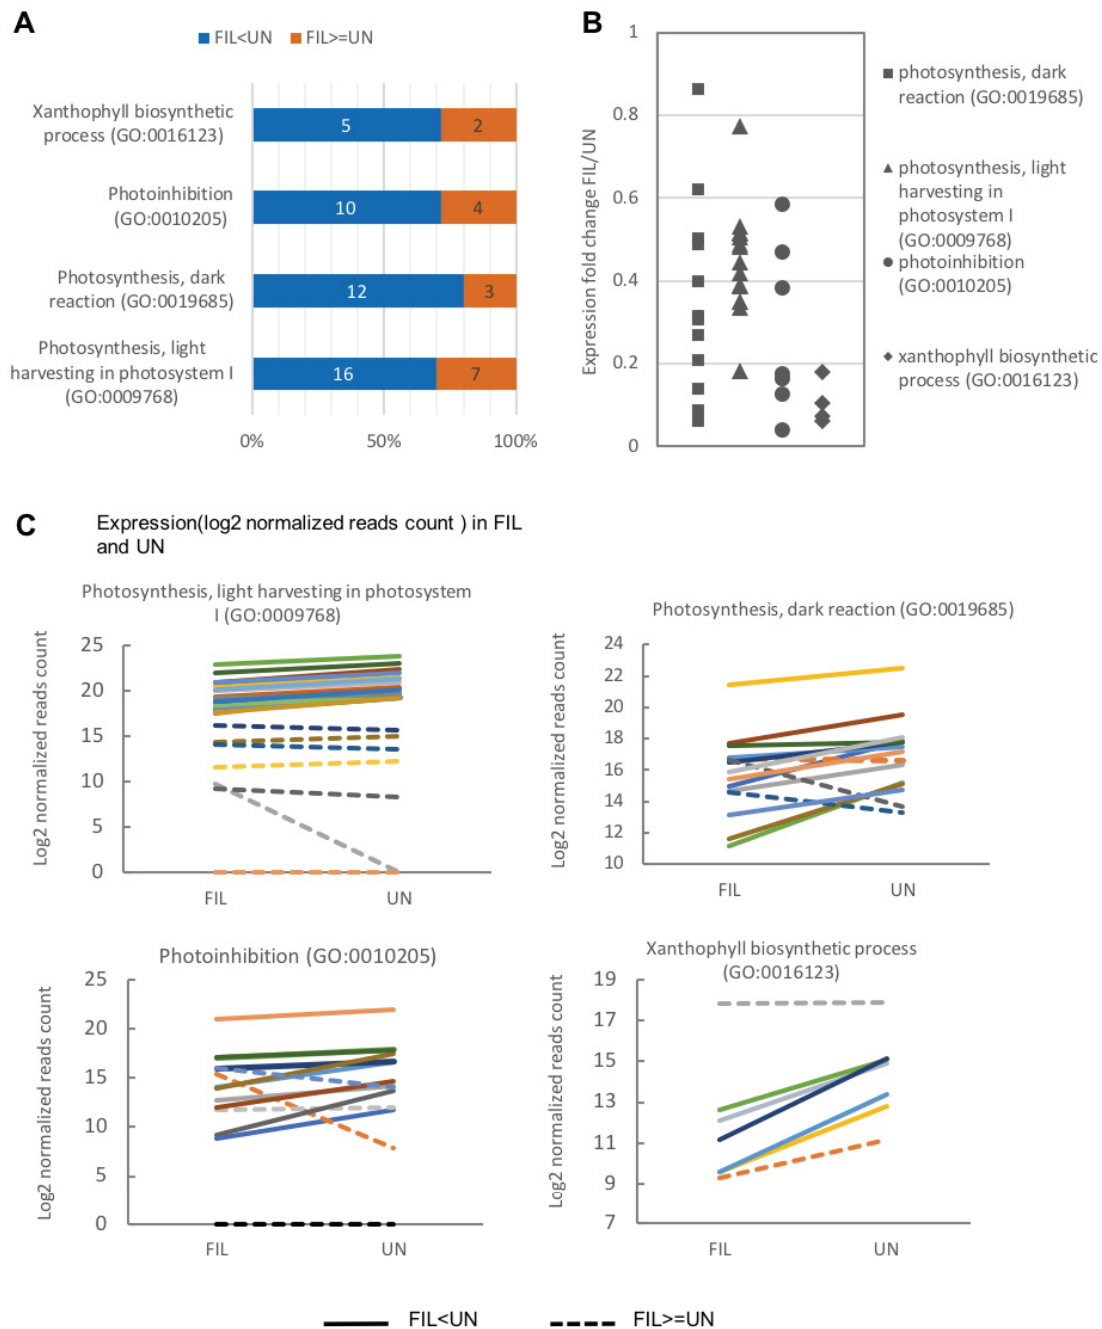 A
FIL<UN FIL>=UN
Xanthophyll biosynthetic
process (GO:0016123)
5 2
Photoinhibition
(GO:0010205)
10 4
Photosynthesis, dark
reaction (GO:0019685)
12 3
Photosynthesis, light
harvesting in photosystem I
(GO:0009768)
16 7
0% 50% 100%
B
Expression fold change FIL/UN
1
0.8
0.6
0.4
0.2
0
photosynthesis, dark
reaction (GO:0019685)
photosynthesis, light
harvesting in
photosystem I
(GO:0009768)
photoinhibition
(GO:0010205)
xanthophyll biosynthetic
process (GO:0016123)
C
Expression(log2 normalized reads count ) in FIL
and UN
Photosynthesis, light harvesting in photosystem
I (GO:0009768)
Log2 normalized reads count
25
20
15
10
5
0
FIL UN
Photosynthesis, dark reaction (GO:0019685)
Log2 normalized reads count
24
22
20
18
16
14
12
10
FIL UN
Photoinhibition (GO:0010205)
Log2 normalized reads count
25
20
15
10
5
0
FIL UN
Xanthophyll biosynthetic process
(GO:0016123)
Log2 normalized reads count
19
17
15
13
11
9
7
FIL UN
FIL<UN FIL>=UN